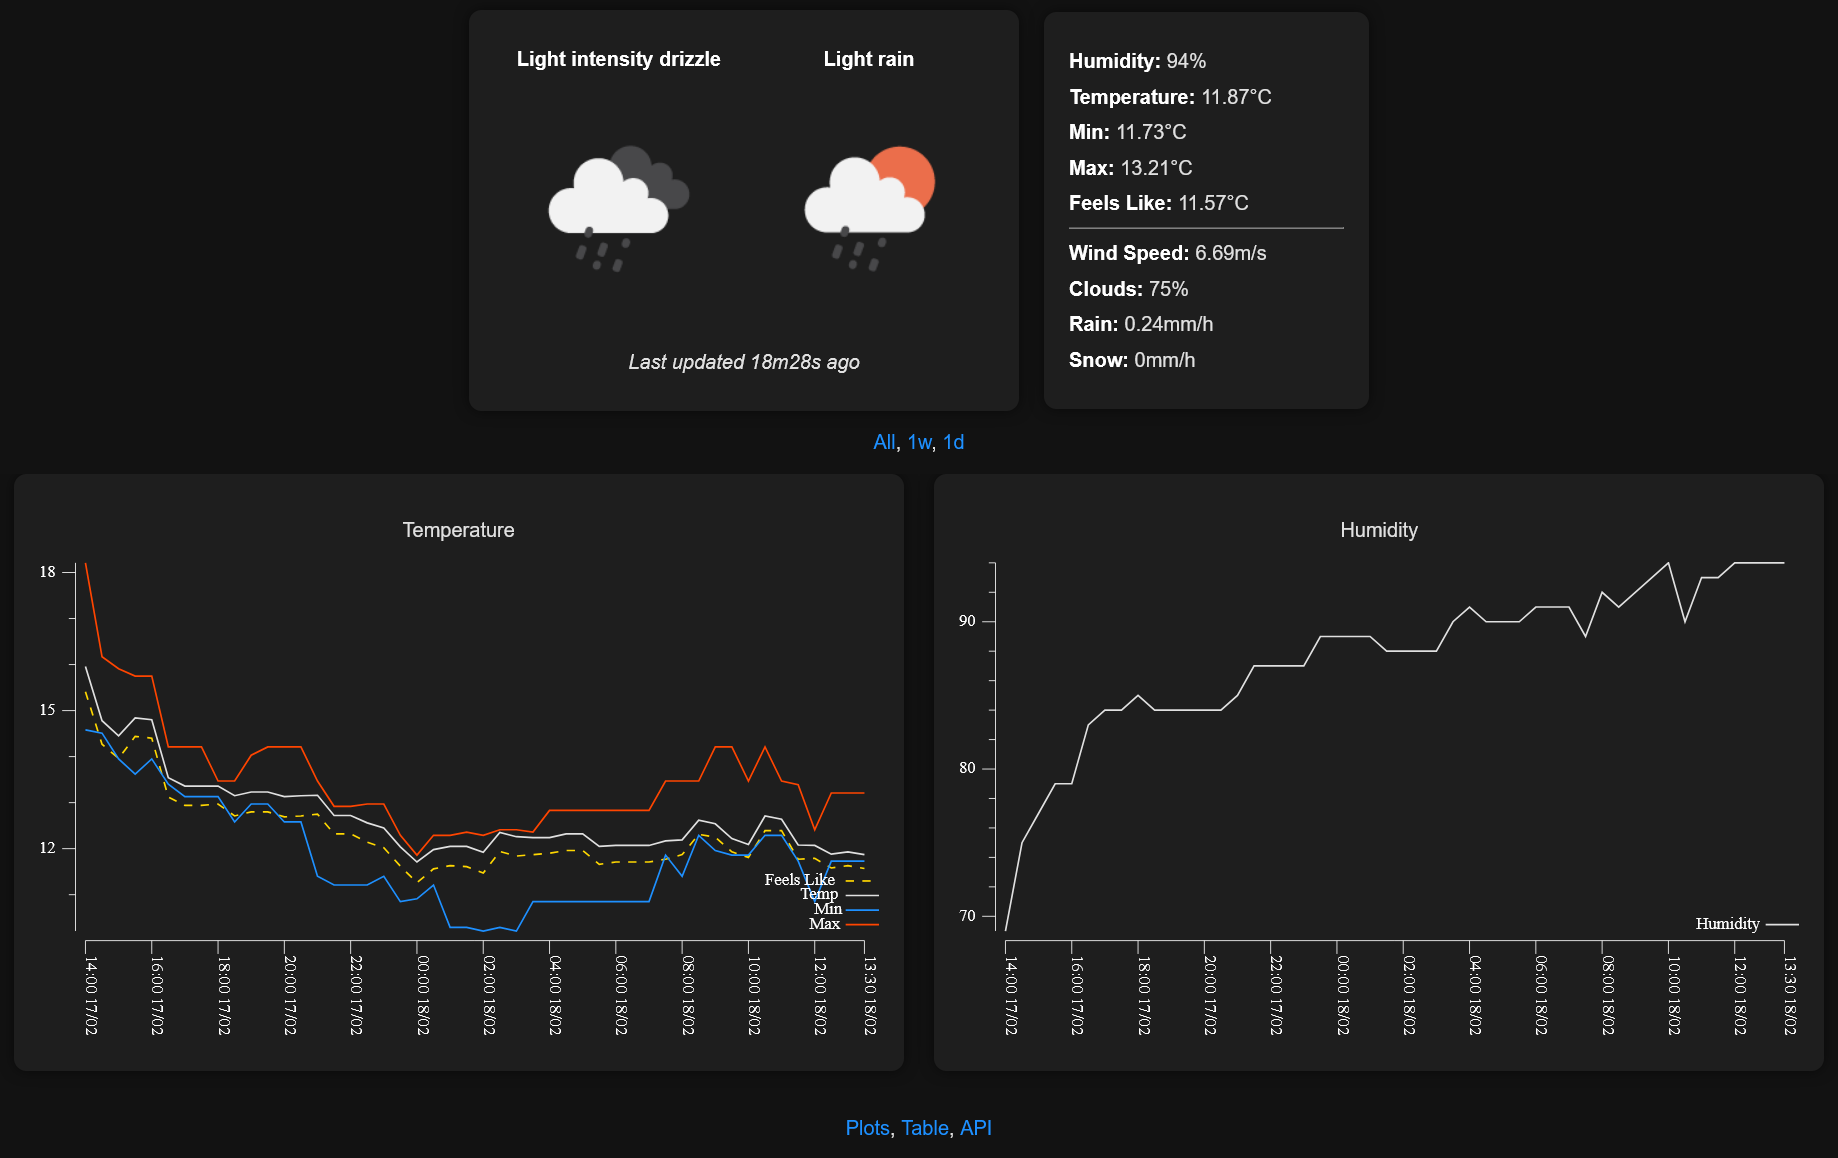 Light intensity drizzle
Light rain
Last updated 18m28s ago
Humidity: 94%
Temperature: 11.87°C
Min: 11.73°C
Max: 13.21°C
Feels Like: 11.57°C
Wind Speed: 6.69m/s
Clouds: 75%
Rain: 0.24mm/h
Snow: 0mm/h
All, 1w, 1d
Temperature
18
15
12
Feels Like
Temp
Min
Max
14:00 17/02
16:00 17/02
18:00 17/02
20:00 17/02
22:00 17/02
00:00 18/02
02:00 18/02
04:00 18/02
06:00 18/02
08:00 18/02
10:00 18/02
12:00 18/02
13:30 18/02
Humidity
90
80
70
Humidity
14:00 17/02
16:00 17/02
18:00 17/02
20:00 17/02
22:00 17/02
00:00 18/02
02:00 18/02
04:00 18/02
06:00 18/02
08:00 18/02
10:00 18/02
12:00 18/02
13:30 18/02
Plots, Table, API